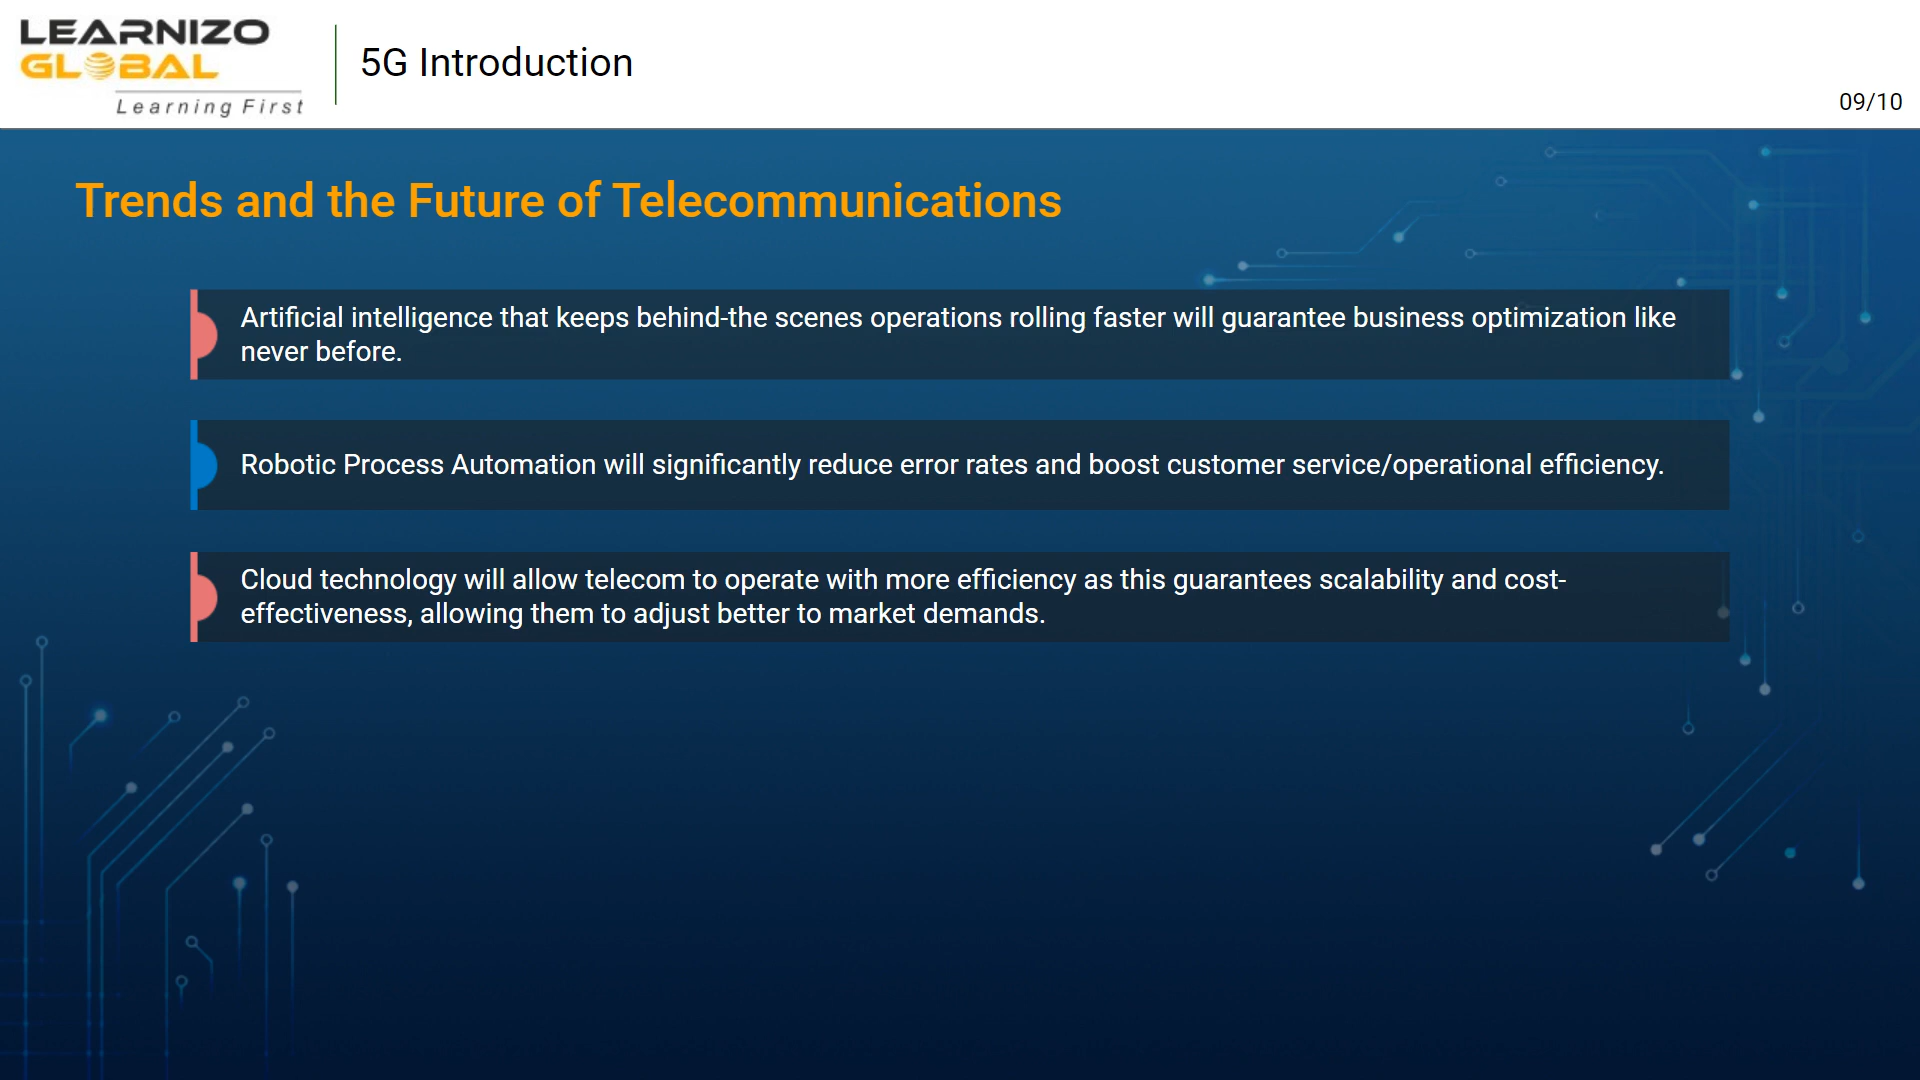 LEARNIZO
GLOBAL
Learning First
5G Introduction
09/10
Trends and the Future of Telecommunications
Artificial intelligence that keeps behind-the scenes operations rolling faster will guarantee business optimization like
never before.
Robotic Process Automation will significantly reduce error rates and boost customer service/operational efficiency.
Cloud technology will allow telecom to operate with more efficiency as this guarantees scalability and cost-
effectiveness, allowing them to adjust better to market demands.